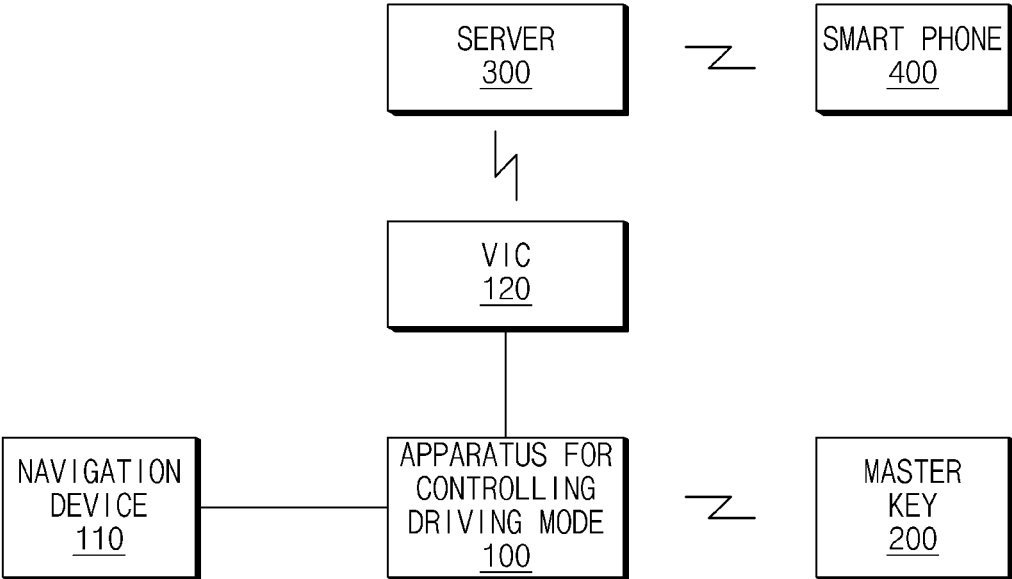 SERVER
300
SMART PHONE
400
VIC
120
NAVIGATION
DEVICE
110
APPARATUS FOR
CONTROLLING
DRIVING MODE
100
MASTER
KEY
200